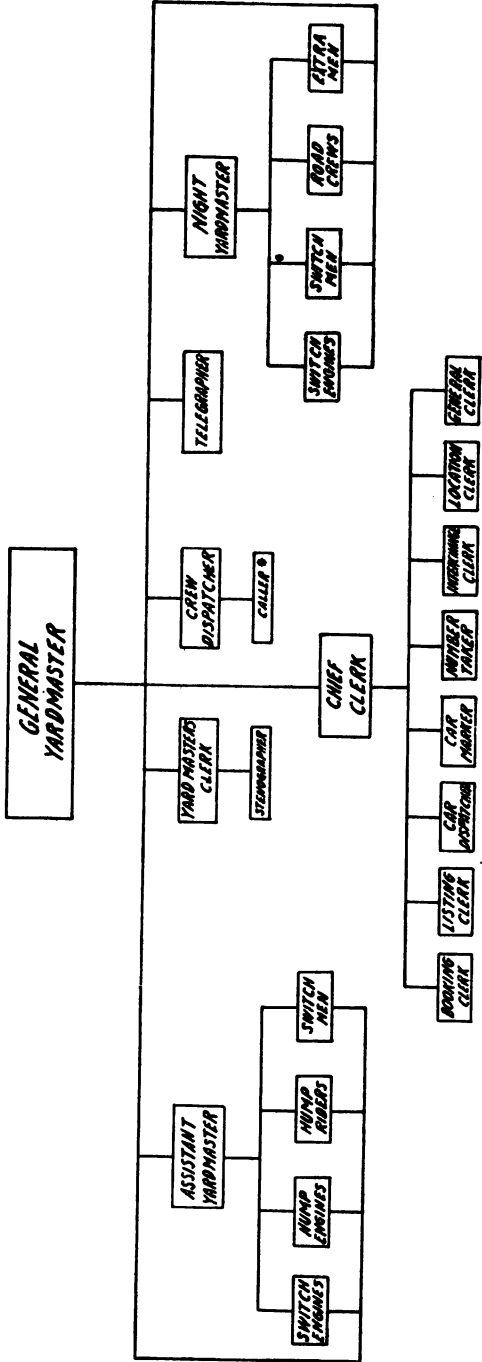 GENERAL
YARDMASTER
ASSISTANT
YARDMASTER
YARD MASTERS
CLERK
CREW
DISPATCHER
TELEGRAPHER
NIGHT
YARDMASTER
STENOGRAPHER
CALLER
SWITCH
ENGINES
HUMP
ENGINES
HUMP
RIDERS
SWITCH
MEN
CHIEF
CLERK
SWITCH
ENGINES
SWITCH
MEN
ROAD
CREWS
EXTRA
MEN
BOOKING
CLERK
LISTING
CLERK
CAR
DISPATCHER
CAR
MARKER
NUMBER
TAKER
INTERCHANGE
CLERK
LOCATION
CLERK
GENERAL
CLERK